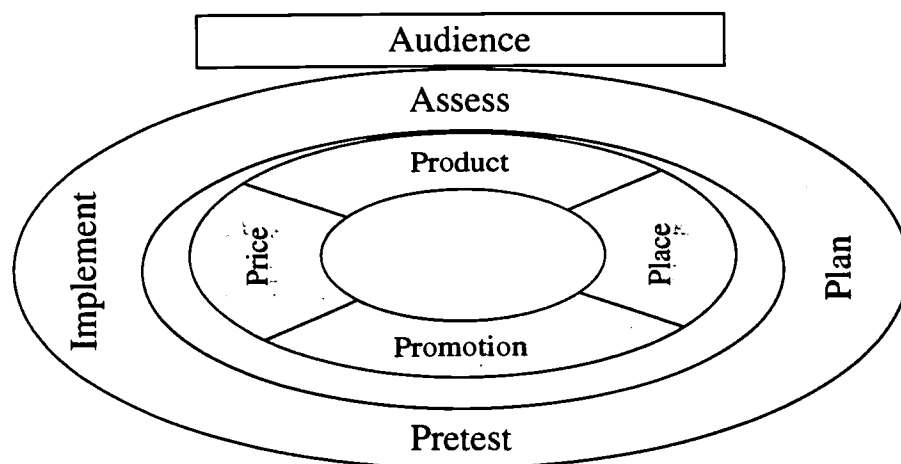 Audience
Assess
Product
Implement
Price
Place
Plan
Promotion
Pretest